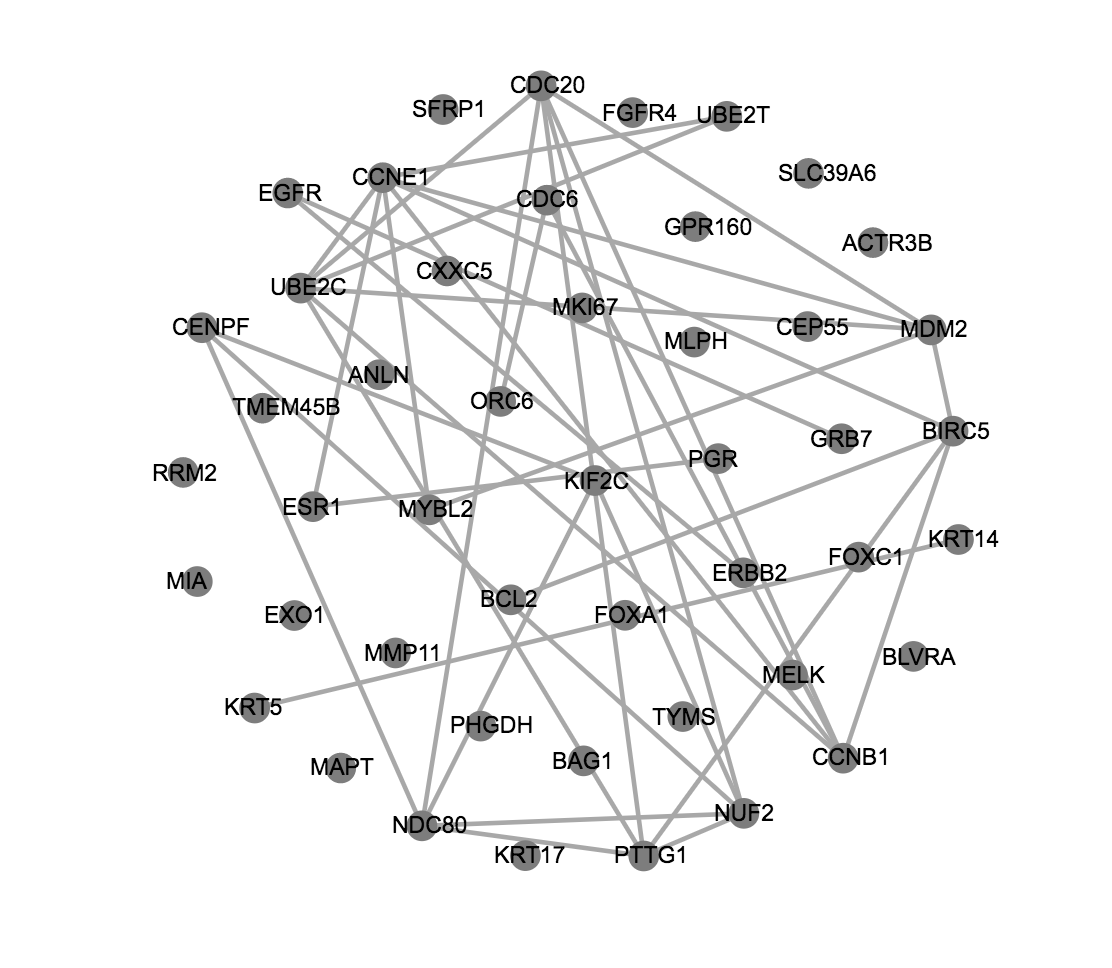 CDC20
SFRP1
FGFR4
UBE2T
SLC39A6
CCNE1
EGFR
CDC6
GPR160
ACTR3B
CXXC5
UBE2C
MKI67
CENPF
CEP55
MDM2
MLPH
ANLN
TMEM45B
ORC6
GRB7
BIRC5
PGR
RRM2
KIF2C
ESR1
MYBL2
KRT14
FOXC1
ERBB2
MIA
BCL2
EXO1
FOXA1
MMP11
BLVRA
MELK
KRT5
TYMS
PHGDH
BAG1
CCNB1
MAPT
NUF2
NDC80
KRT17
PTTG1